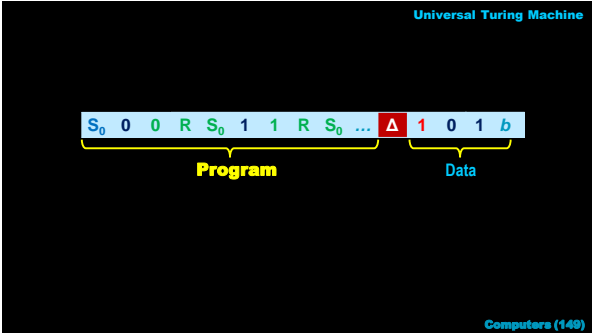 Universal Turing Machine
S₀ 0 0 R S₀ 1 1 R S₀ ... Δ 1 0 1 b
Program Data
Computers (149)